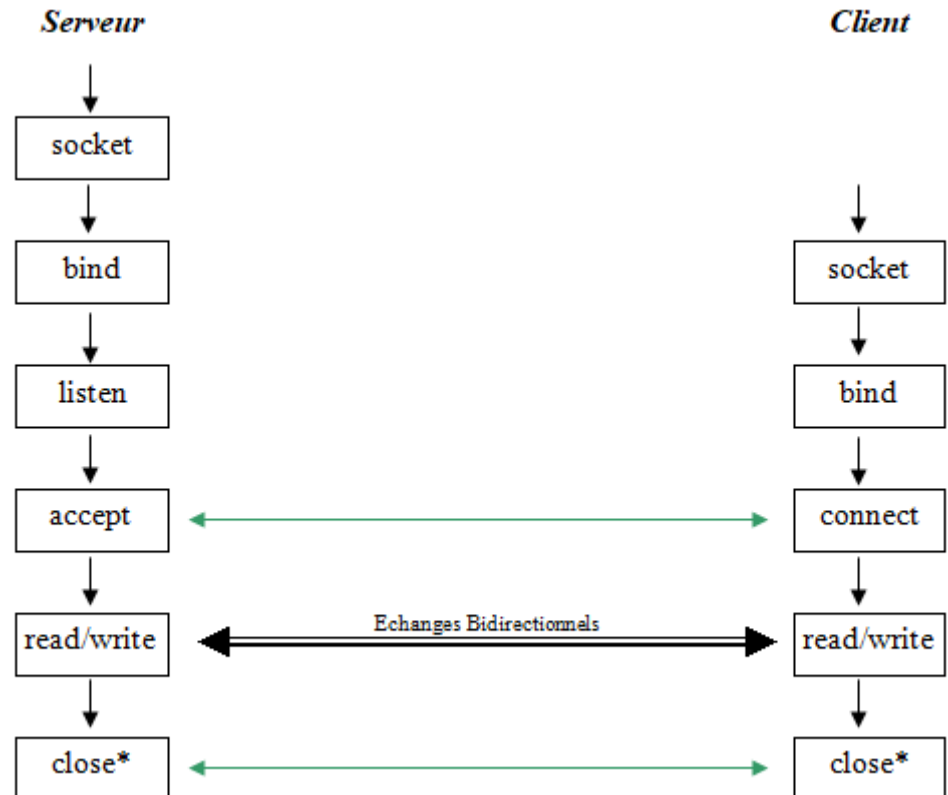 Serveur
Client
socket
bind
socket
listen
bind
accept
connect
read/write
Echanges Bidirectionnels
read/write
close*
close*